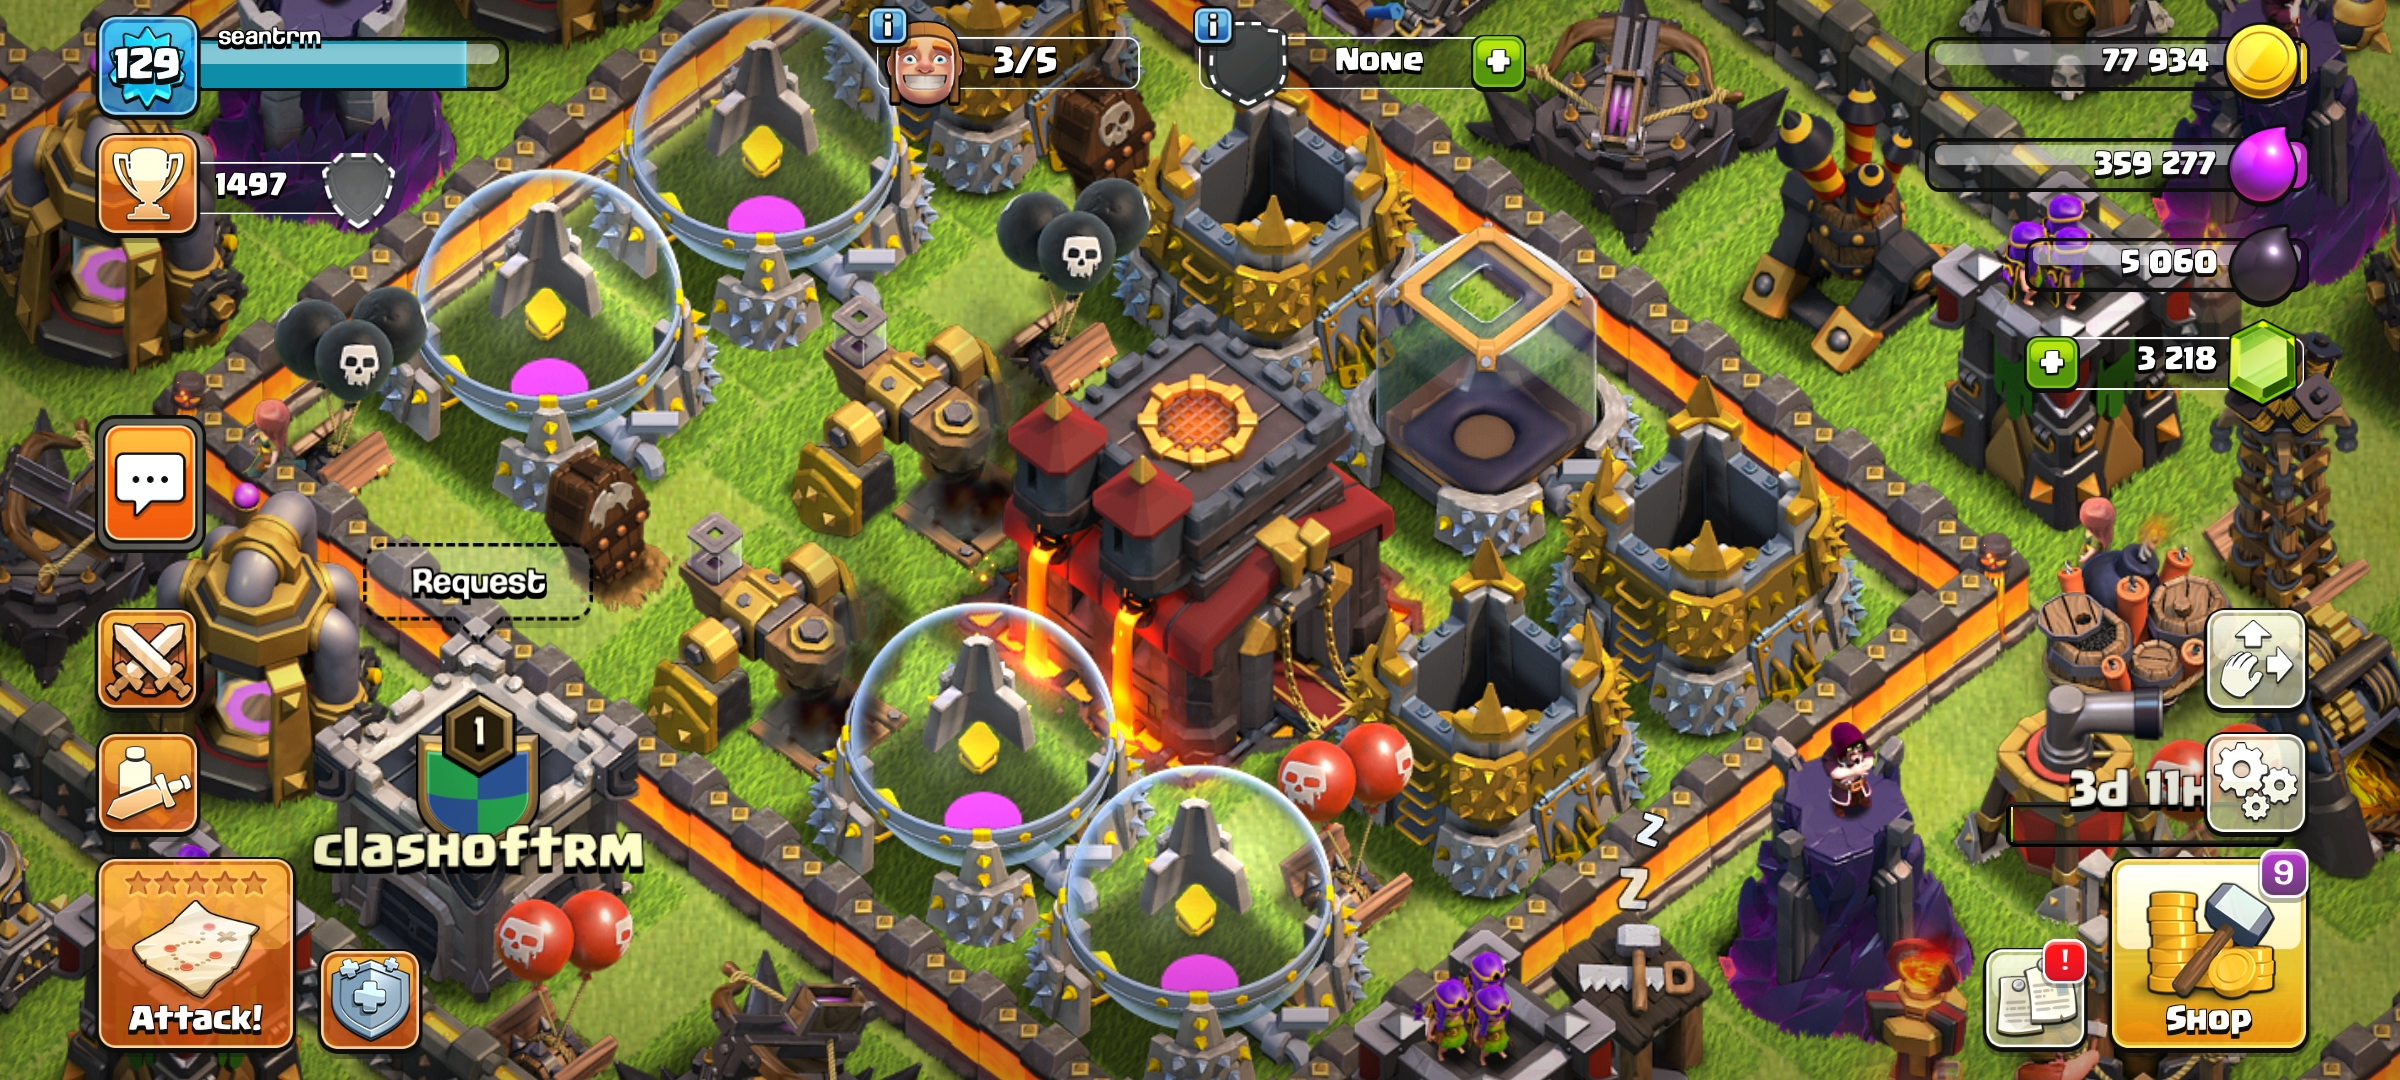 129
seantrm
3/5
None
77 934
1497
359 277
5 060
3 218
Request
1
clashoftRM
3d 11H
Z
Z
9
Attack!
!
Shop